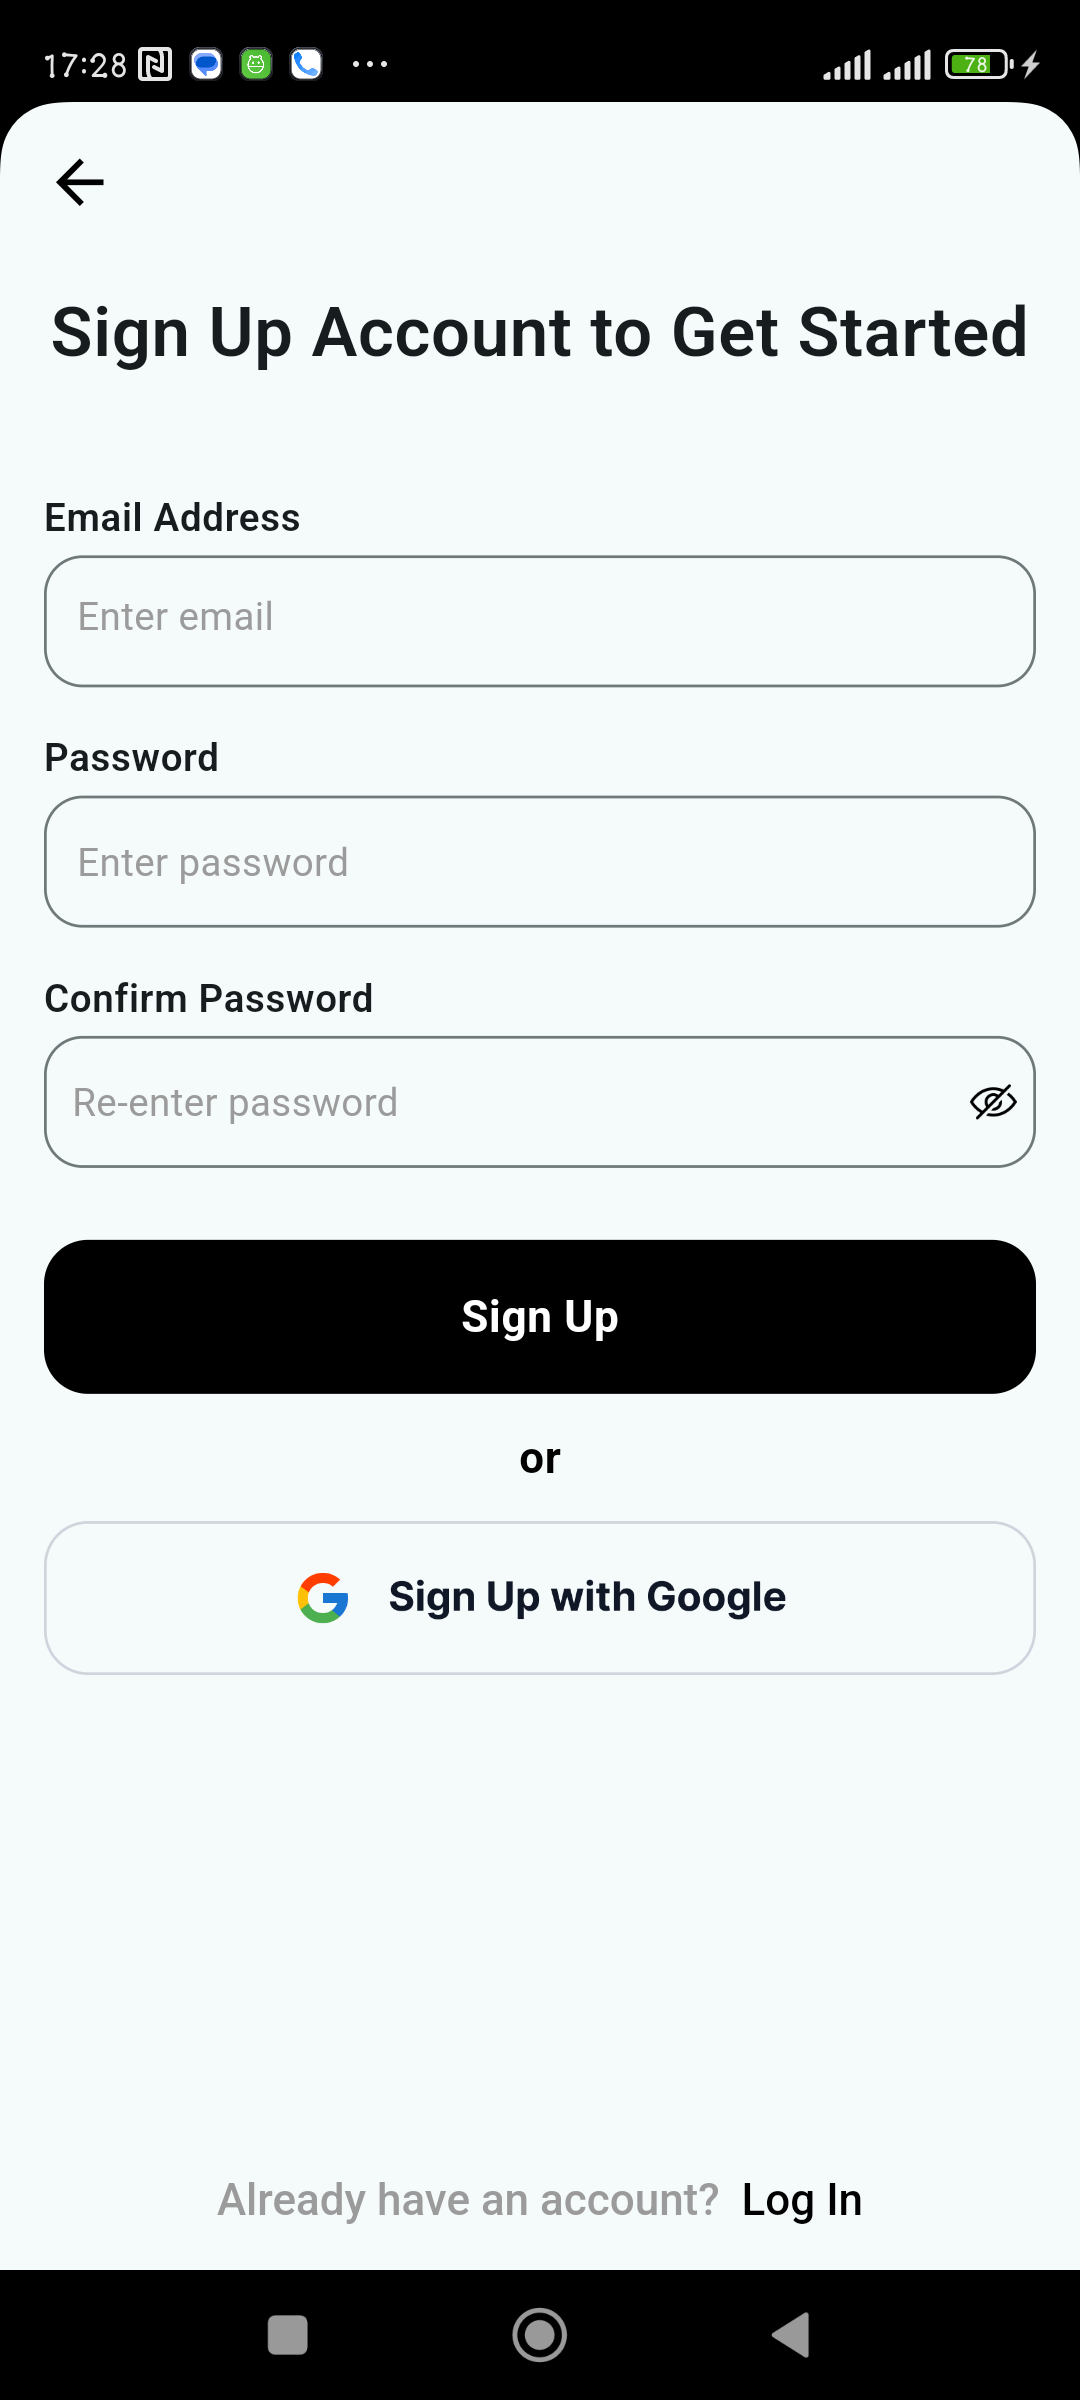 17:28
78
Sign Up Account to Get Started
Email Address
Enter email
Password
Enter password
Confirm Password
Re-enter password
Sign Up
or
Sign Up with Google
Already have an account? Log In